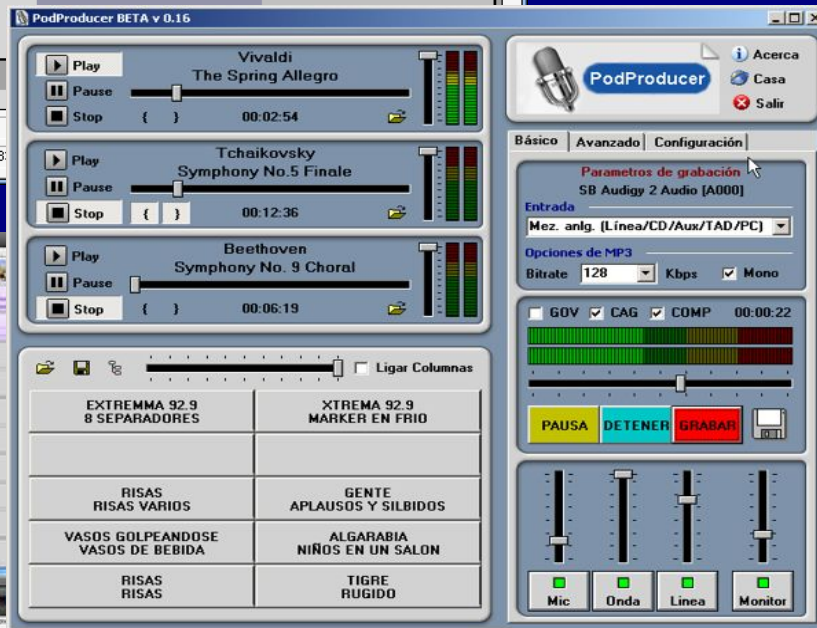 PodProducer BETA v 0.16
Play
Pause
Stop
Vivaldi
The Spring Allegro
{ }
00:02:54
Play
Pause
Stop
Tchaikovsky
Symphony No.5 Finale
{ }
00:12:36
Play
Pause
Stop
Beethoven
Symphony No. 9 Choral
{ }
00:06:19
Ligar Columnas
EXTREMMA 92.9
8 SEPARADORES
XTREMA 92.9
MARKER EN FRIO
RISAS
RISAS VARIOS
GENTE
APLAUSOS Y SILBIDOS
VASOS GOLPEANDOSE
VASOS DE BEBIDA
ALGARABIA
NIÑOS EN UN SALON
RISAS
RISAS
TIGRE
RUGIDO
PodProducer
Acerca
Casa
Salir
Básico Avanzado Configuración
Parametros de grabación
SB Audigy 2 Audio [A000]
Entrada
Mez. anlg. (Línea/CD/Aux/TAD/PC)
Opciones de MP3
Bitrate 128 Kbps Mono
GOV CAG COMP 00:00:22
PAUSA DETENER GRABAR
Mic Onda Linea Monitor